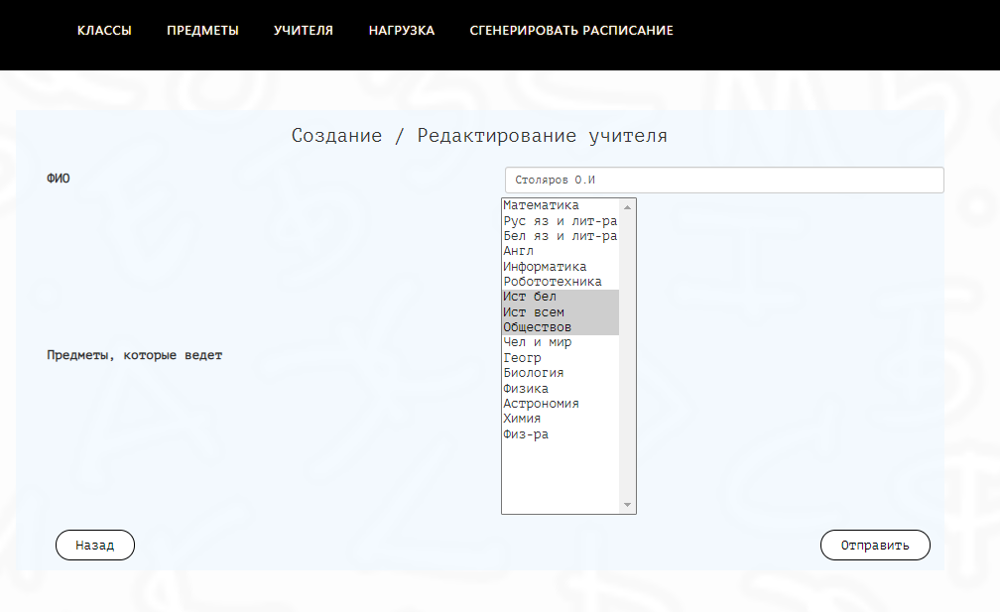 КЛАССЫ ПРЕДМЕТЫ УЧИТЕЛЯ НАГРУЗКА СГЕНЕРИРОВАТЬ РАСПИСАНИЕ
Создание / Редактирование учителя
ФИО
Столяров О.И
Предметы, которые ведет
Математика
Рус яз и лит-ра
Бел яз и лит-ра
Англ
Информатика
Робототехника
Ист бел
Ист всем
Обществов
Чел и мир
Геогр
Биология
Физика
Астрономия
Химия
Физ-ра
Назад
Отправить